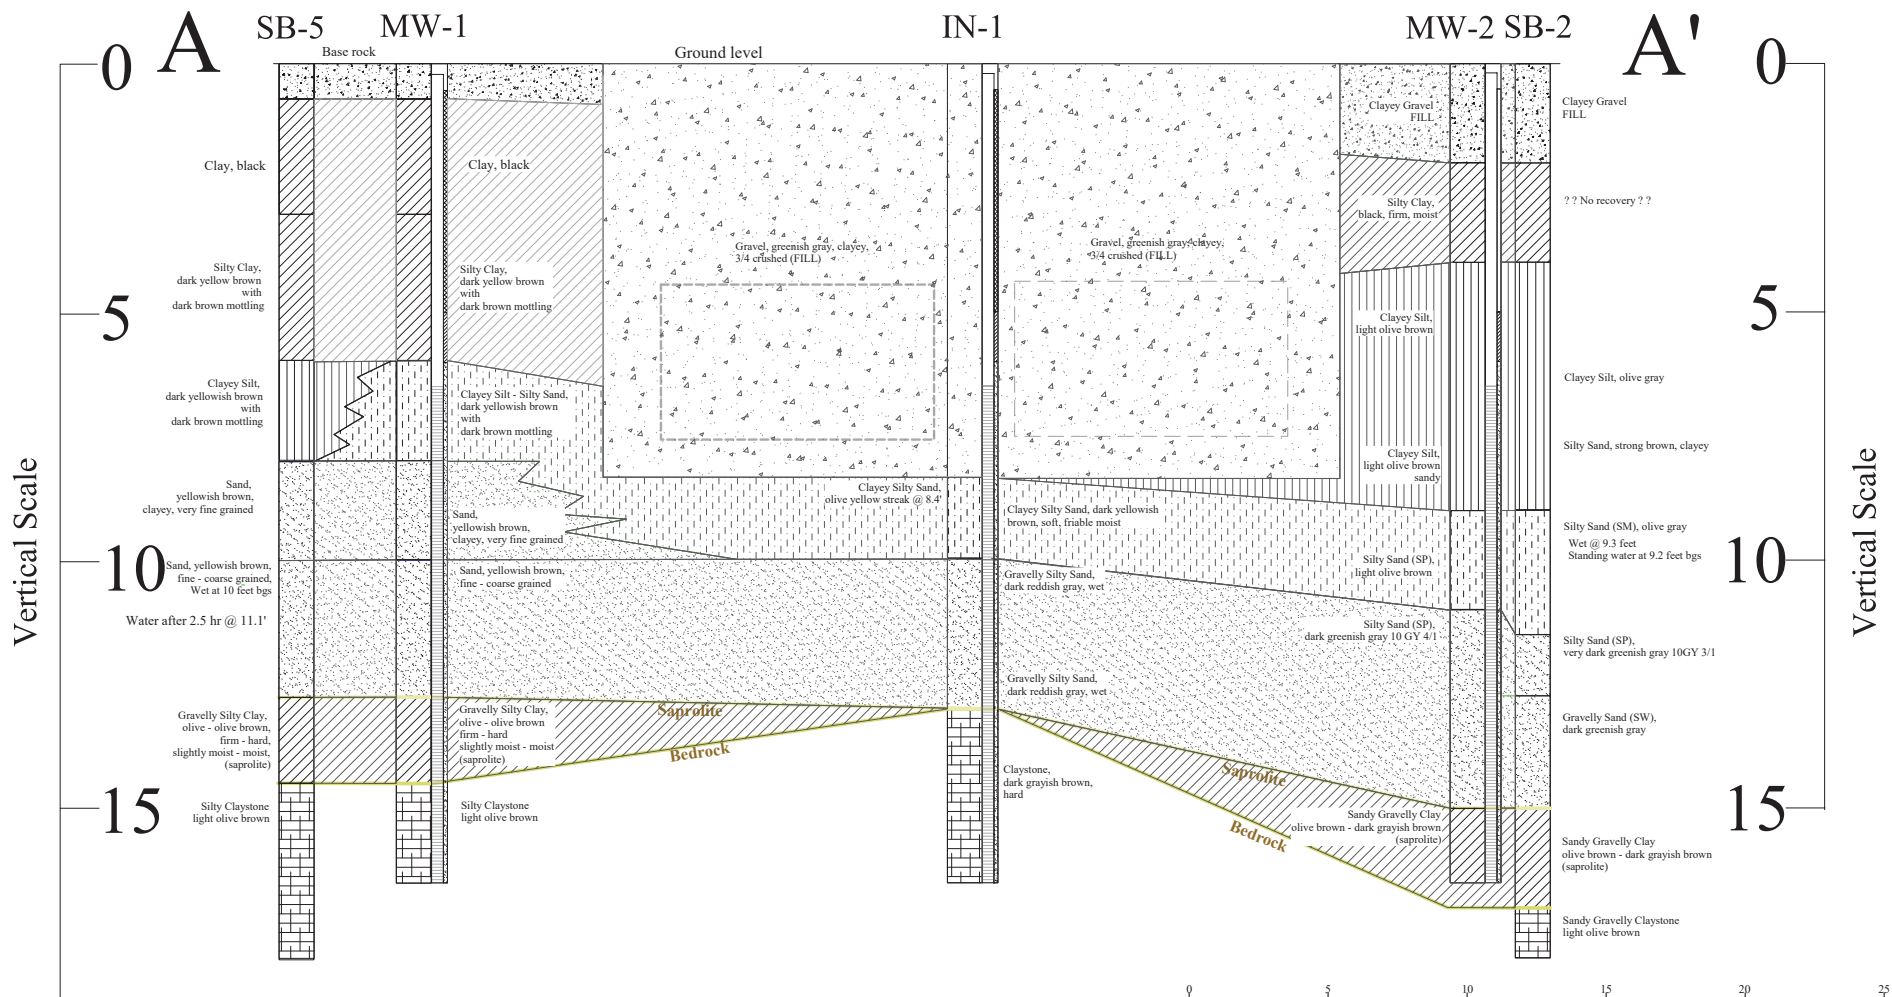 SB-5 MW-1 IN-1 MW-2 SB-2
A A'
Base rock
Ground level
0
5
10
15
Vertical Scale
Clay, black
Silty Clay,
dark yellow brown
with
dark brown mottling
Clayey Silt,
dark yellowish brown
with
dark brown mottling
Sand,
yellowish brown,
clayey, very fine grained
Sand, yellowish brown,
fine - coarse grained,
Wet at 10 feet bgs
Water after 2.5 hr @ 11.1'
Gravelly Silty Clay,
olive - olive brown,
firm - hard,
slightly moist - moist,
(saprolite)
Silty Claystone
light olive brown
Clay, black
Silty Clay,
dark yellow brown
with
dark brown mottling
Clayey Silt - Silty Sand,
dark yellowish brown
with
dark brown mottling
Sand,
yellowish brown,
clayey, very fine grained
Sand, yellowish brown,
fine - coarse grained
Gravelly Silty Clay,
olive - olive brown
firm - hard
slightly moist - moist
(saprolite)
Silty Claystone
light olive brown
Saprolite
Bedrock
Gravel, greenish gray, clayey,
3/4 crushed (FILL)
Clayey Silty Sand,
olive yellow streak @ 8.4'
Gravel, greenish gray, clayey,
3/4 crushed (FILL)
Clayey Silty Sand, dark yellowish
brown, soft, friable moist
Gravelly Silty Sand,
dark reddish gray, wet
Gravelly Silty Sand,
dark reddish gray, wet
Claystone,
dark grayish brown,
hard
Saprolite
Bedrock
Clayey Gravel
FILL
Silty Clay,
black, firm, moist
Clayey Silt,
light olive brown
Clayey Silt,
light olive brown
sandy
Silty Sand (SP),
light olive brown
Silty Sand (SP),
dark greenish gray 10 GY 4/1
Sandy Gravelly Clay
olive brown - dark grayish brown
(saprolite)
Clayey Gravel
FILL
? ? No recovery ? ?
Clayey Silt, olive gray
Silty Sand, strong brown, clayey
Silty Sand (SM), olive gray
Wet @ 9.3 feet
Standing water at 9.2 feet bgs
Silty Sand (SP),
very dark greenish gray 10GY 3/1
Gravelly Sand (SW),
dark greenish gray
Sandy Gravelly Clay
olive brown - dark grayish brown
(saprolite)
Sandy Gravelly Claystone
light olive brown
0
5
10
15
Vertical Scale
0 5 10 15 20 25